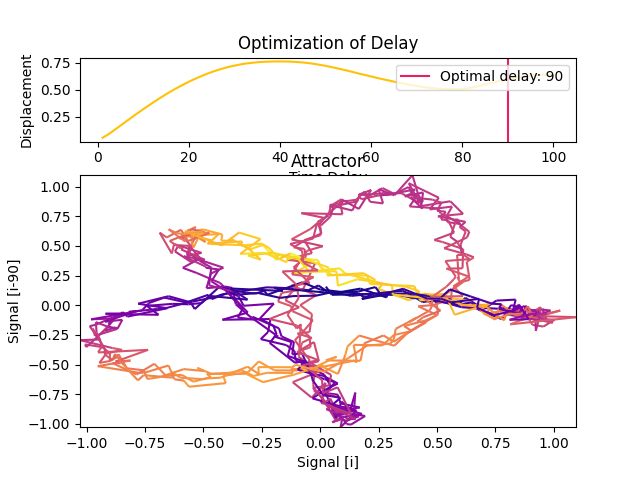 Optimization of Delay
Displacement
0.75
0.50
0.25
Optimal delay: 90
0 20 40 60 80 100
Time Delay
Attractor
Signal [i-90]
1.00
0.75
0.50
0.25
0.00
−0.25
−0.50
−0.75
−1.00
−1.00 −0.75 −0.50 −0.25 0.00 0.25 0.50 0.75 1.00
Signal [i]